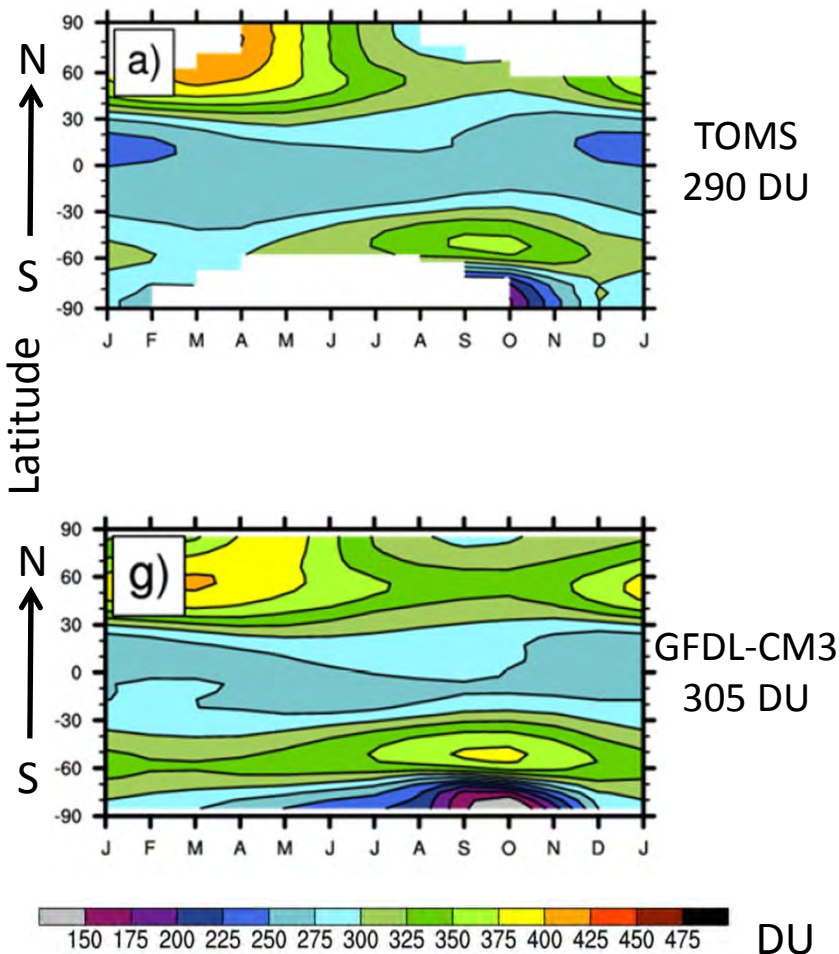 90
60
30
0
-30
-60
-90
N
S
a)
J F M A M J J A S O N D J
TOMS
290 DU
Latitude
90
60
30
0
-30
-60
-90
N
S
g)
J F M A M J J A S O N D J
GFDL-CM3
305 DU
150 175 200 225 250 275 300 325 350 375 400 425 450 475
DU